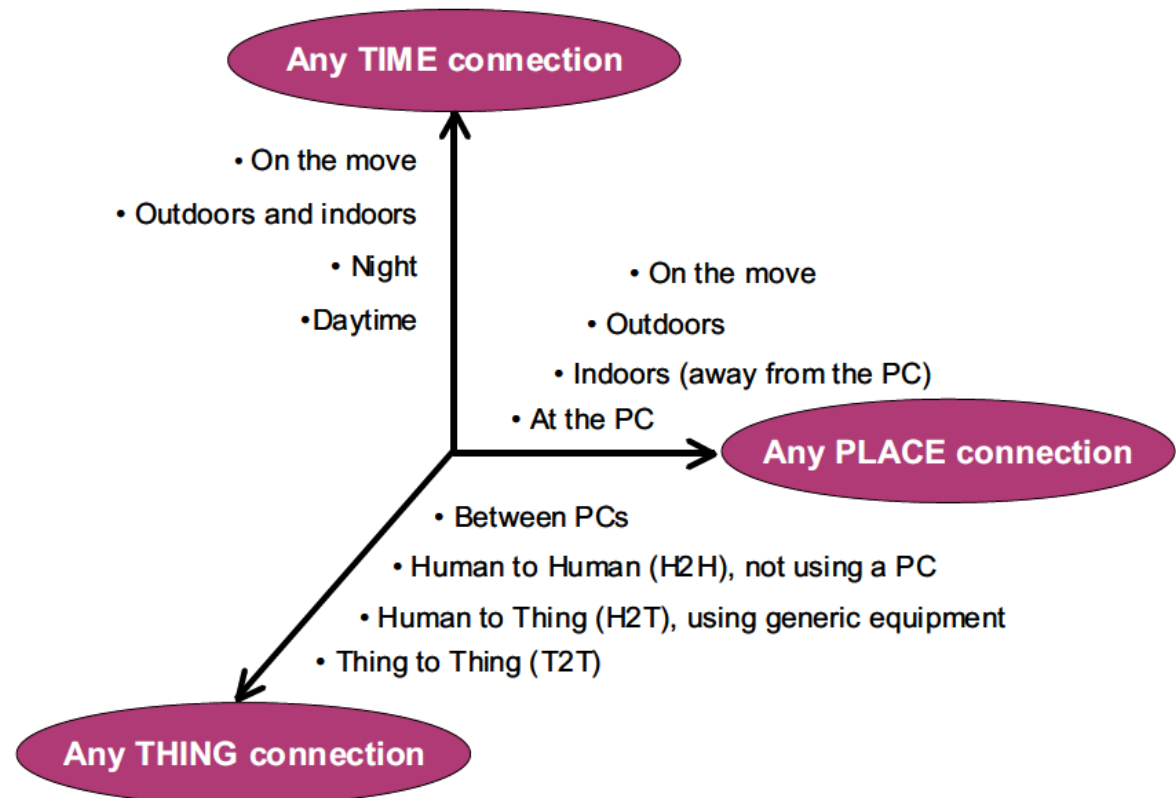 Any TIME connection
• On the move
• Outdoors and indoors
• Night
•Daytime
• On the move
• Outdoors
• Indoors (away from the PC)
• At the PC
Any PLACE connection
• Between PCs
• Human to Human (H2H), not using a PC
• Human to Thing (H2T), using generic equipment
• Thing to Thing (T2T)
Any THING connection